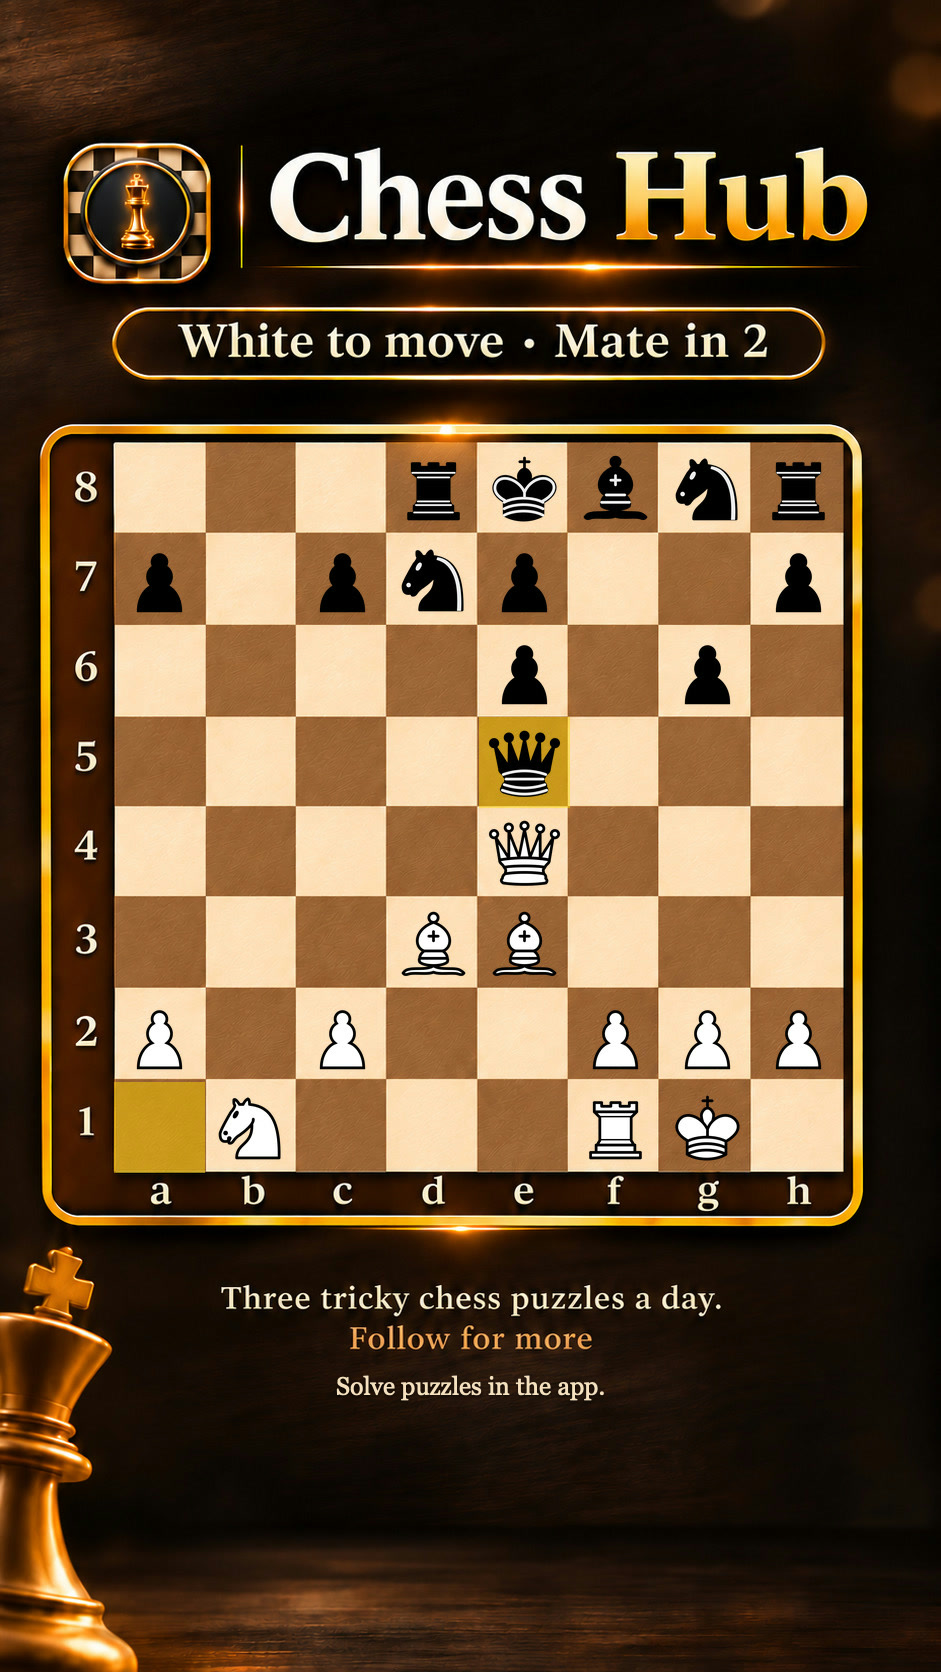 Chess Hub
White to move · Mate in 2
8
7
6
5
4
3
2
1
a b c d e f g h
Three tricky chess puzzles a day.
Follow for more
Solve puzzles in the app.